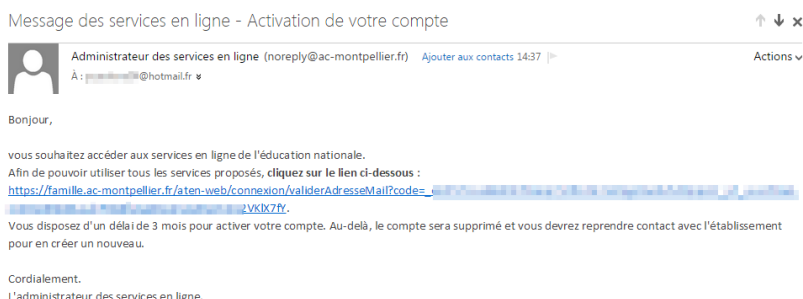 Message des services en ligne - Activation de votre compte
Administrateur des services en ligne (noreply@ac-montpellier.fr) Ajouter aux contacts 14:37
Actions
À : @hotmail.fr
Bonjour,
vous souhaitez accéder aux services en ligne de l'éducation nationale.
Afin de pouvoir utiliser tous les services proposés, cliquez sur le lien ci-dessous :
https://famille.ac-montpellier.fr/aten-web/connexion/validerAdresseMail?code=_
2VKlX7fY.
Vous disposez d'un délai de 3 mois pour activer votre compte. Au-delà, le compte sera supprimé et vous devrez reprendre contact avec l'établissement
pour en créer un nouveau.
Cordialement.
L'administrateur des services en ligne.